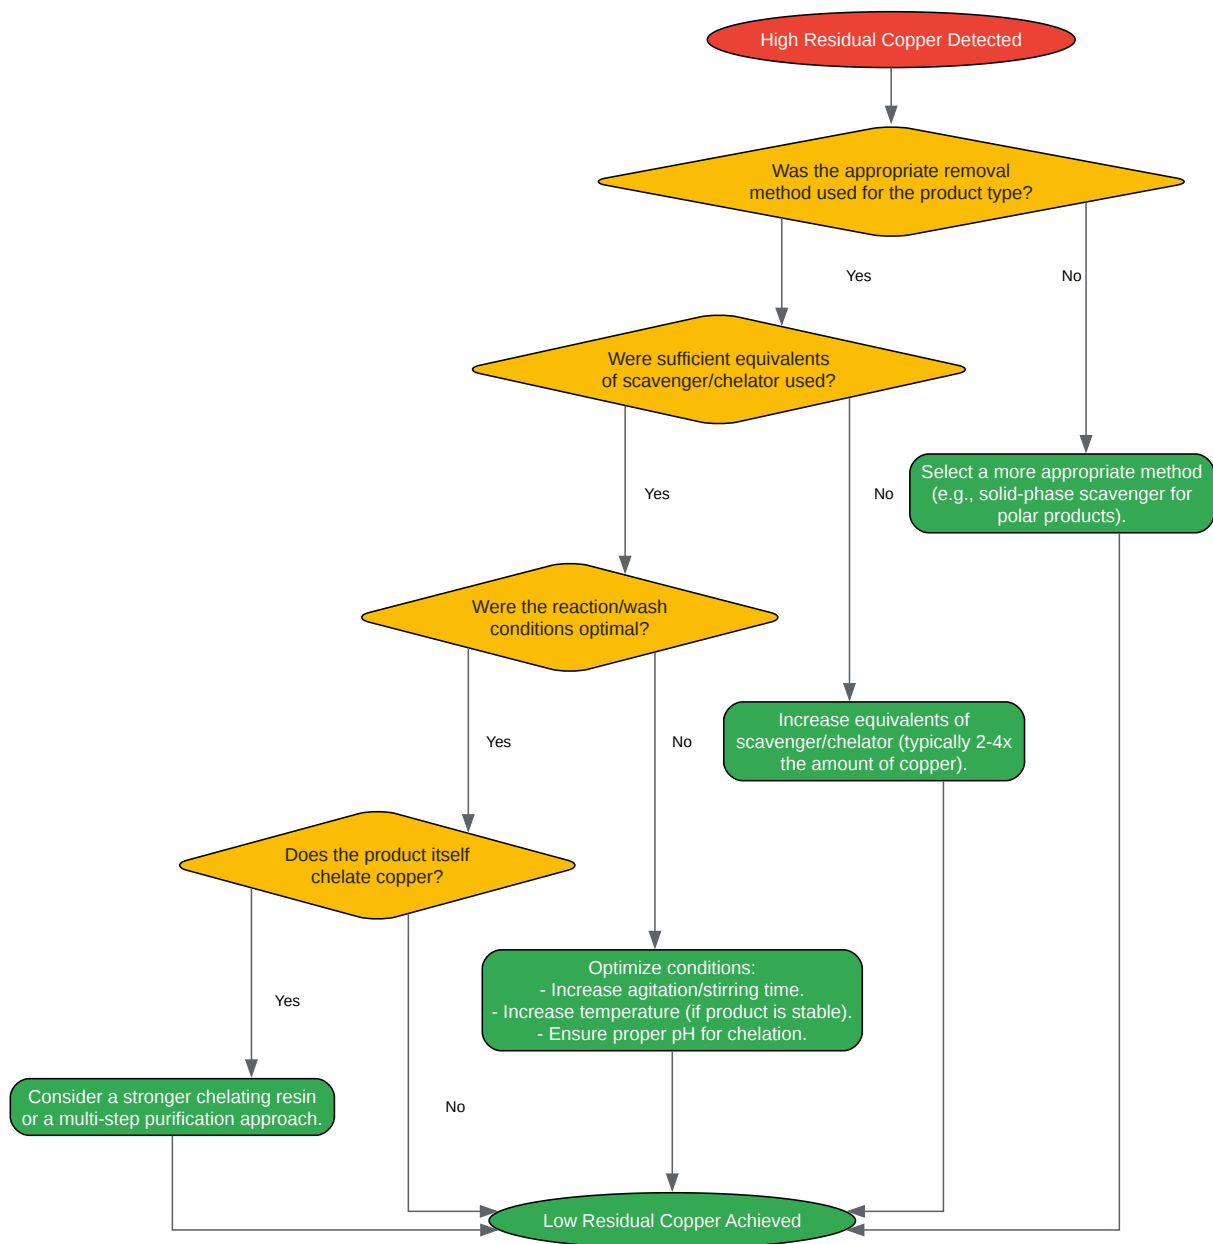 High Residual Copper Detected
Was the appropriate removal
method used for the product type?
Yes
No
Were sufficient equivalents
of scavenger/chelator used?
Select a more appropriate method
(e.g., solid-phase scavenger for
polar products).
Yes
No
Were the reaction/wash
conditions optimal?
Increase equivalents of
scavenger/chelator (typically 2-4x
the amount of copper).
Yes
No
Does the product itself
chelate copper?
Optimize conditions:
- Increase agitation/stirring time.
- Increase temperature (if product is stable).
- Ensure proper pH for chelation.
Yes
Consider a stronger chelating resin
or a multi-step purification approach.
No
Low Residual Copper Achieved